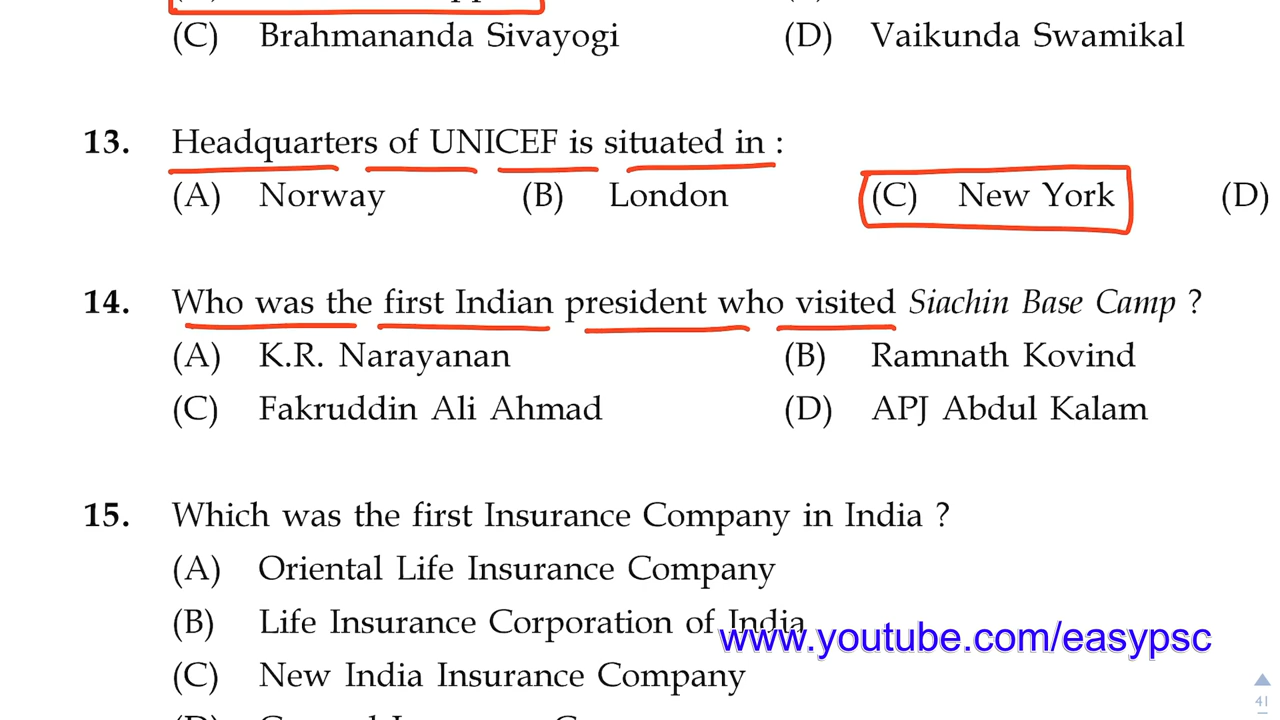 (C) Brahmananda Sivayogi (D) Vaikunda Swamikal
13. Headquarters of UNICEF is situated in :
(A) Norway (B) London (C) New York (D)
14. Who was the first Indian president who visited Siachin Base Camp ?
(A) K.R. Narayanan (B) Ramnath Kovind
(C) Fakruddin Ali Ahmad (D) APJ Abdul Kalam
15. Which was the first Insurance Company in India ?
(A) Oriental Life Insurance Company
(B) Life Insurance Corporation of India
www.youtube.com/easypsc
(C) New India Insurance Company
41